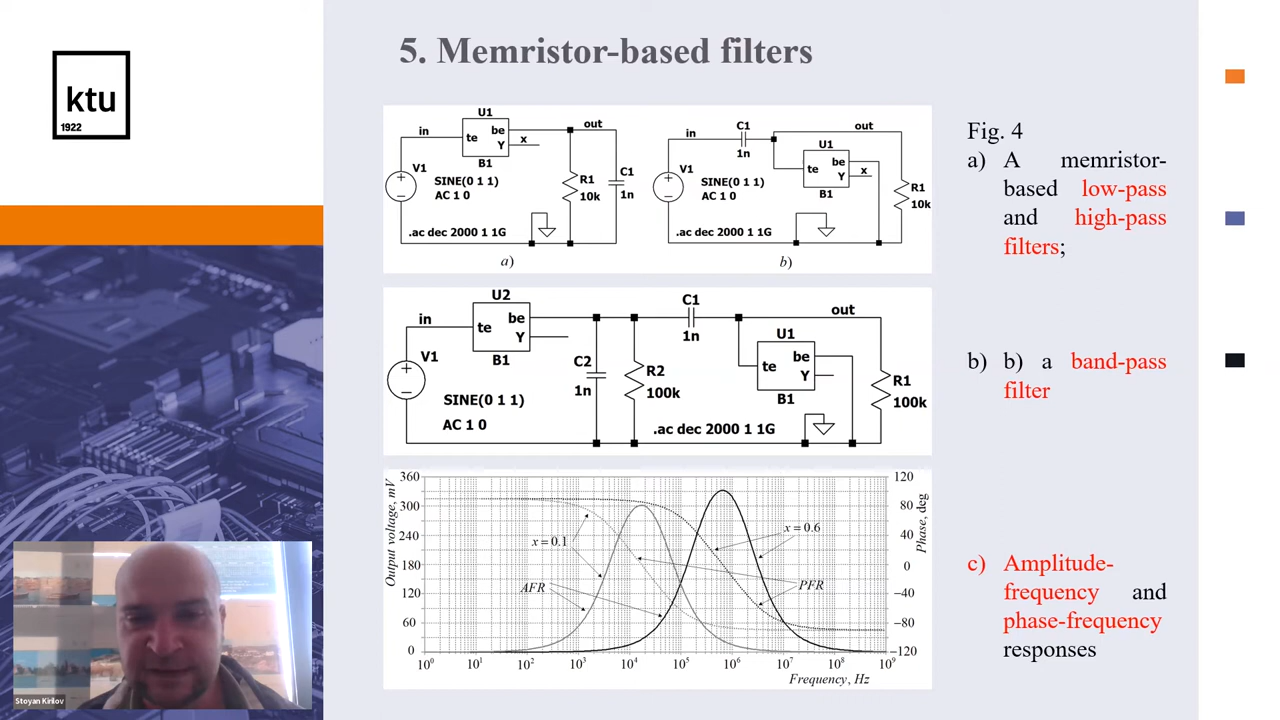 ktu
1922
5. Memristor-based filters
U1
in
te
be
Y
x
out
B1
V1
SINE(0 1 1)
AC 1 0
R1
10k
C1
1n
.ac dec 2000 1 1G
a)
in
C1
1n
out
U1
te
be
Y
x
B1
V1
SINE(0 1 1)
AC 1 0
R1
10k
.ac dec 2000 1 1G
b)
U2
in
te
be
Y
B1
V1
SINE(0 1 1)
AC 1 0
C2
1n
R2
100k
C1
1n
out
U1
te
be
Y
B1
R1
100k
.ac dec 2000 1 1G
Output voltage, mV
360
300
240
180
120
60
0
x = 0.1
AFR
x = 0.6
PFR
120
80
40
0
−40
−80
−120
Phase, deg
10⁰ 10¹ 10² 10³ 10⁴ 10⁵ 10⁶ 10⁷ 10⁸ 10⁹
Frequency, Hz
Fig. 4
a) A memristor-
based low-pass
and high-pass
filters;
b) b) a band-pass
filter
c) Amplitude-
frequency and
phase-frequency
responses
Stoyan Kirilov